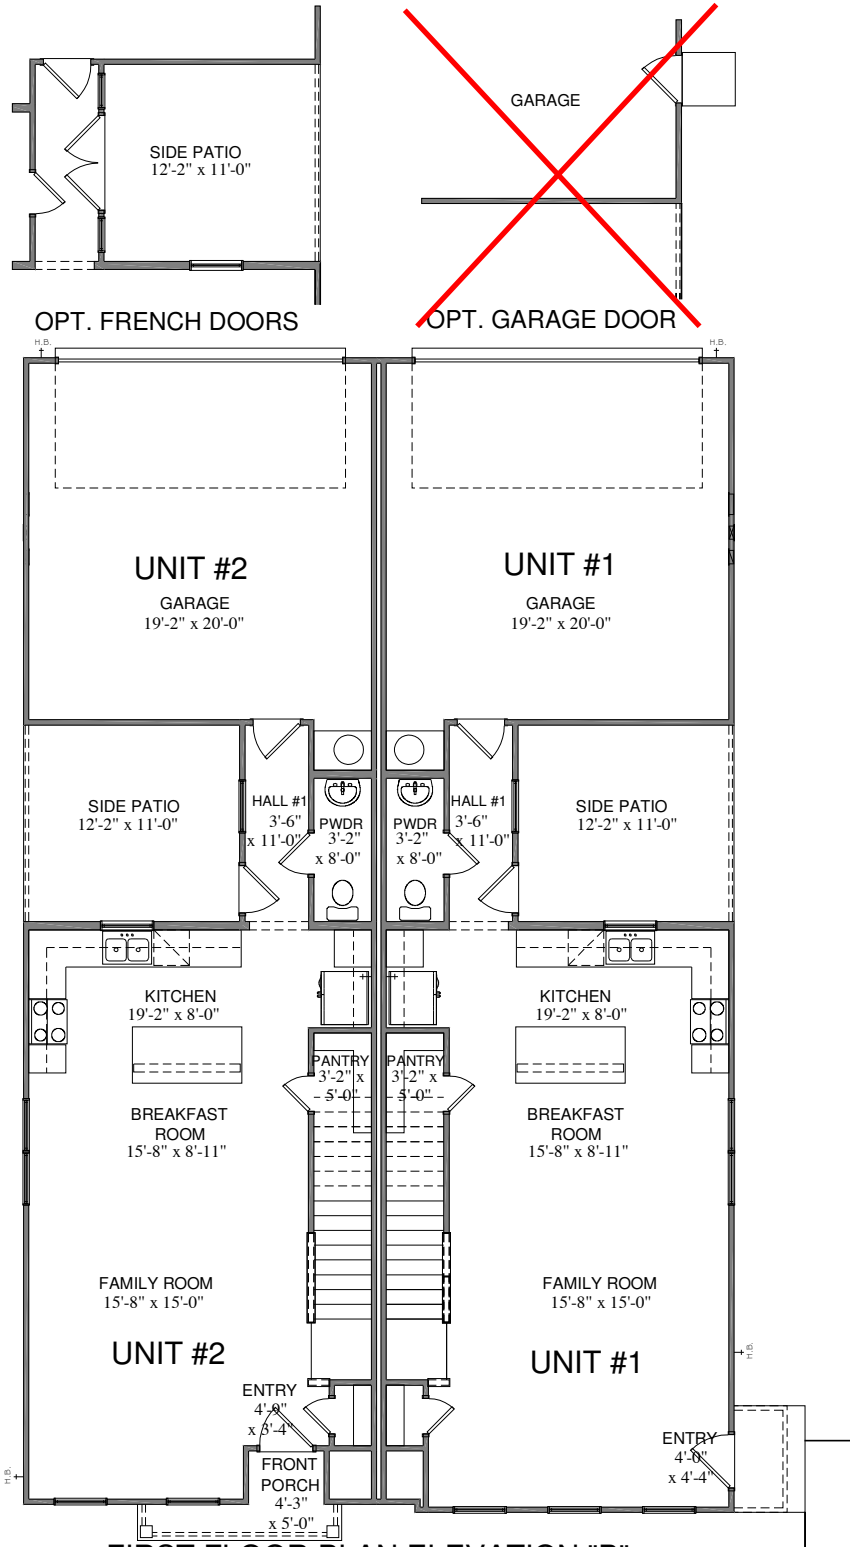 GARAGE
SIDE PATIO
12'-2" x 11'-0"
OPT. FRENCH DOORS
OPT. GARAGE DOOR
H.B.
H.B.
UNIT #2
GARAGE
19'-2" x 20'-0"
UNIT #1
GARAGE
19'-2" x 20'-0"
SIDE PATIO
12'-2" x 11'-0"
HALL #1
3'-6"
x 11'-0"
PWDR
3'-2"
x 8'-0"
PWDR
3'-2"
x 8'-0"
HALL #1
3'-6"
x 11'-0"
SIDE PATIO
12'-2" x 11'-0"
KITCHEN
19'-2" x 8'-0"
KITCHEN
19'-2" x 8'-0"
PANTRY
3'-2" x
5'-0"
PANTRY
3'-2" x
5'-0"
BREAKFAST
ROOM
15'-8" x 8'-11"
BREAKFAST
ROOM
15'-8" x 8'-11"
FAMILY ROOM
15'-8" x 15'-0"
FAMILY ROOM
15'-8" x 15'-0"
UNIT #2
UNIT #1
H.B.
ENTRY
4'-0"
x 3'-4"
ENTRY
4'-0"
x 4'-4"
H.B.
FRONT
PORCH
4'-3"
x 5'-0"
FIRST FLOOR PLAN ELEVATION "B"